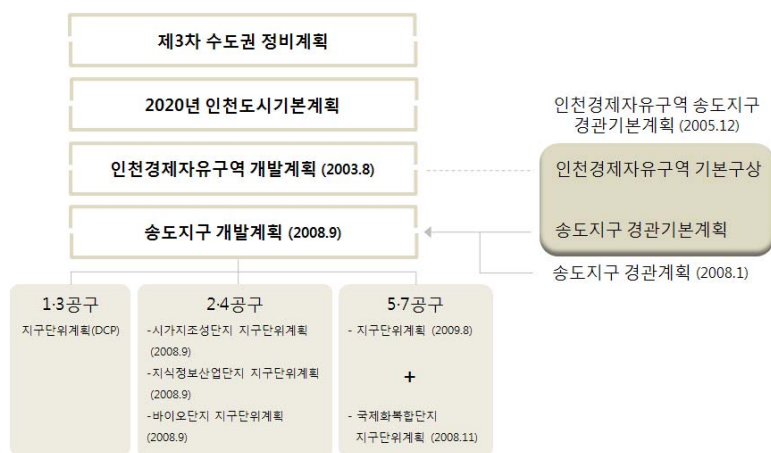 제3차 수도권 정비계획
2020년 인천도시기본계획
인천경제자유구역 개발계획 (2003.8)
송도지구 개발계획 (2008.9)
인천경제자유구역 송도지구
경관기본계획 (2005.12)
인천경제자유구역 기본구상
송도지구 경관기본계획
송도지구 경관계획 (2008.1)
1·3공구
지구단위계획(DCP)
2·4공구
-시가지조성단지 지구단위계획
(2008.9)
-지식정보산업단지 지구단위계획
(2008.9)
-바이오단지 지구단위계획
(2008.9)
5·7공구
- 지구단위계획 (2009.8)
+
- 국제화복합단지
지구단위계획 (2008.11)